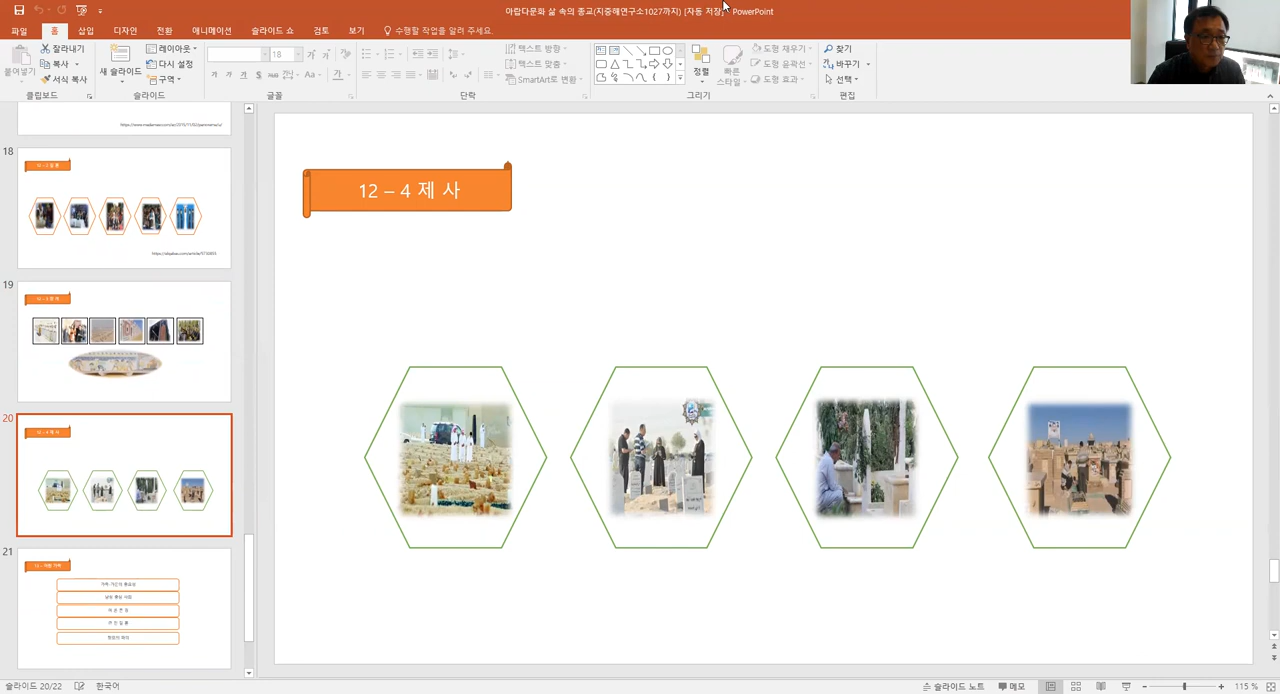 아랍다문화 삶 속의 종교(지중해연구소1027까지) [자동 저장] - PowerPoint
파일 홈 삽입 디자인 전환 애니메이션 슬라이드 쇼 검토 보기 수행할 작업을 알려 주세요.
붙여넣기
잘라내기
복사
서식 복사
클립보드
새 슬라이드
레이아웃
다시 설정
구역
슬라이드
18
가 가 가 S
글꼴
텍스트 방향
텍스트 맞춤
SmartArt로 변환
단락
정렬
빠른 스타일
도형 채우기
도형 윤곽선
도형 효과
그리기
찾기
바꾸기
선택
편집
18
19
20
12 – 4 제 사
21
12 – 4 제 사
슬라이드 20/22 한국어
슬라이드 노트 메모 115 %